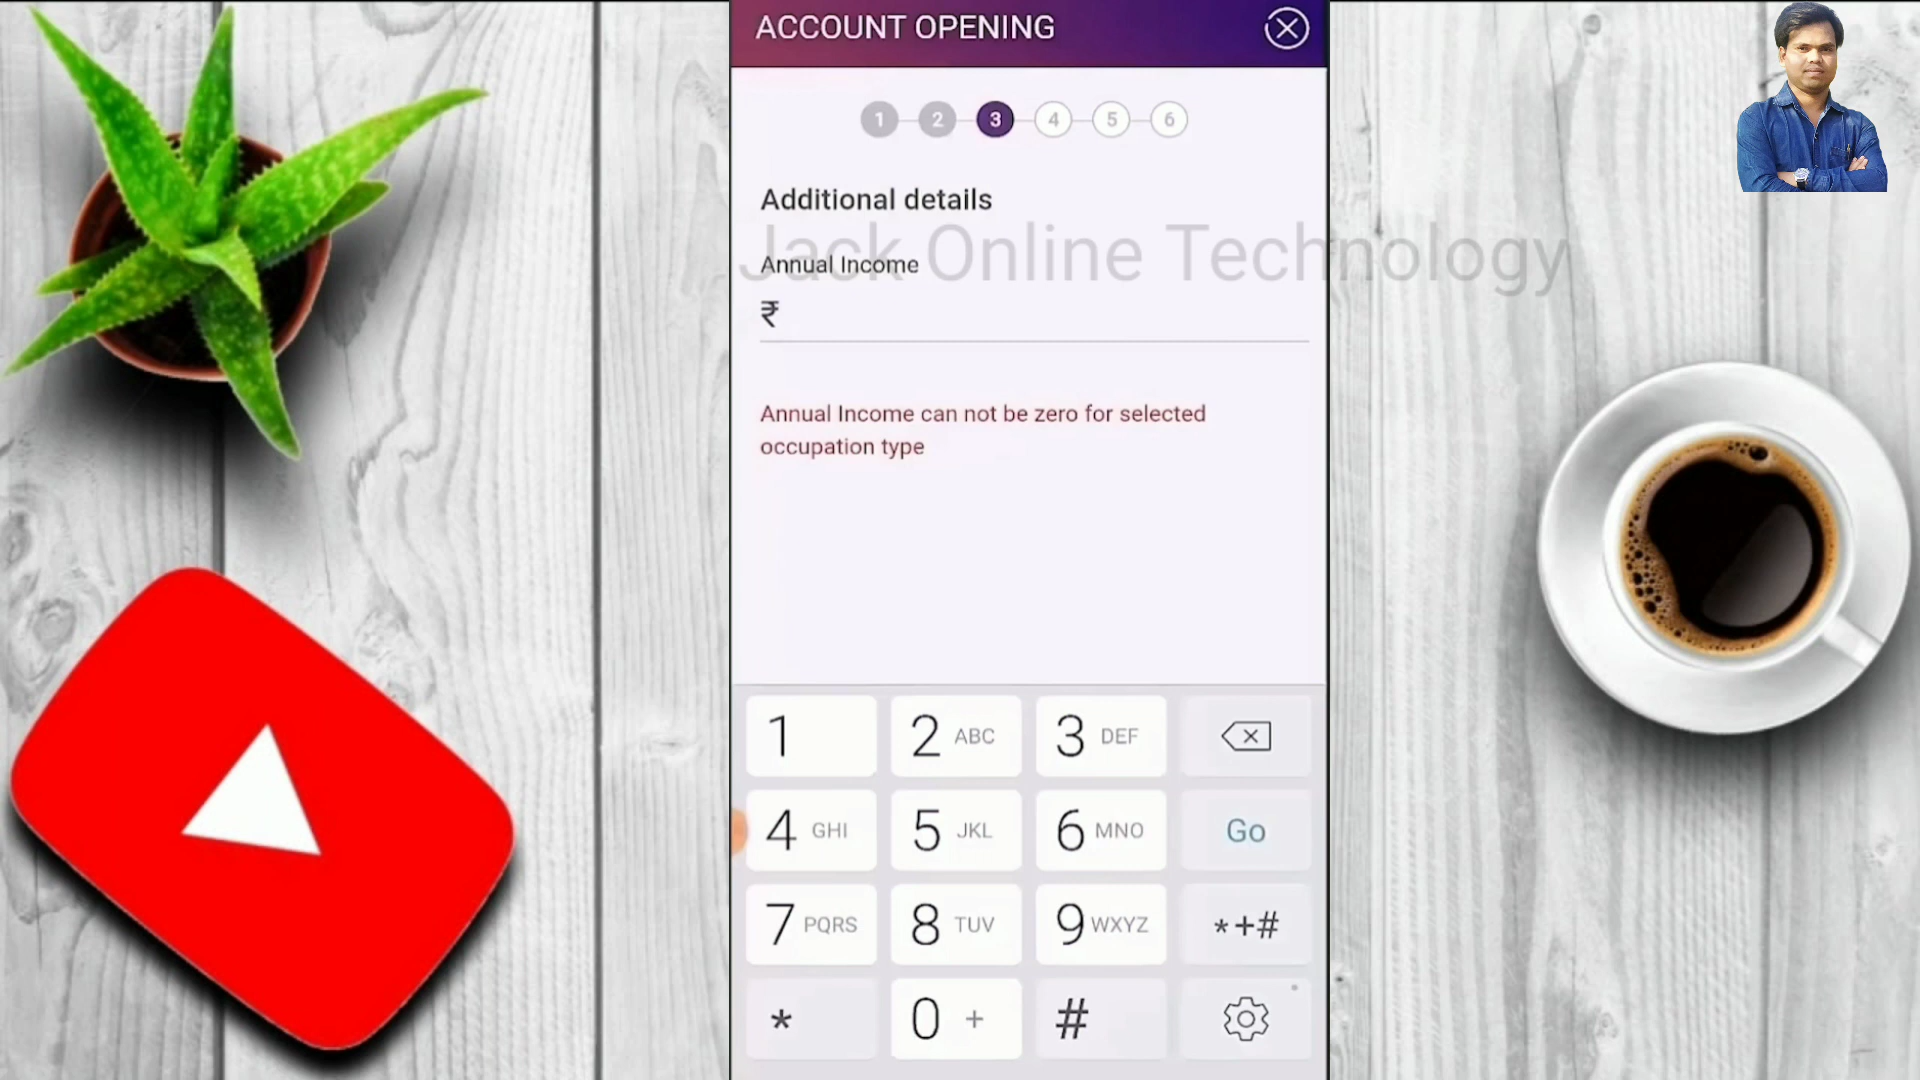 ACCOUNT OPENING
1 2 3 4 5 6
Additional details
Jack Online Technology
Annual Income
₹
Annual Income can not be zero for selected
occupation type
1 2 ABC 3 DEF
4 GHI 5 JKL 6 MNO Go
7 PQRS 8 TUV 9 WXYZ *+#
* 0 + #